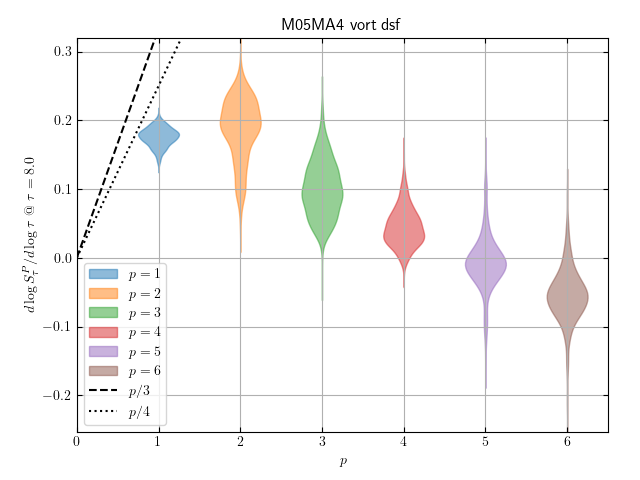 M05MA4 vort dsf
d log S_τ^P / d log τ @ τ = 8.0
0.3
0.2
0.1
0.0
−0.1
−0.2
p = 1
p = 2
p = 3
p = 4
p = 5
p = 6
p/3
p/4
0 1 2 3 4 5 6
p